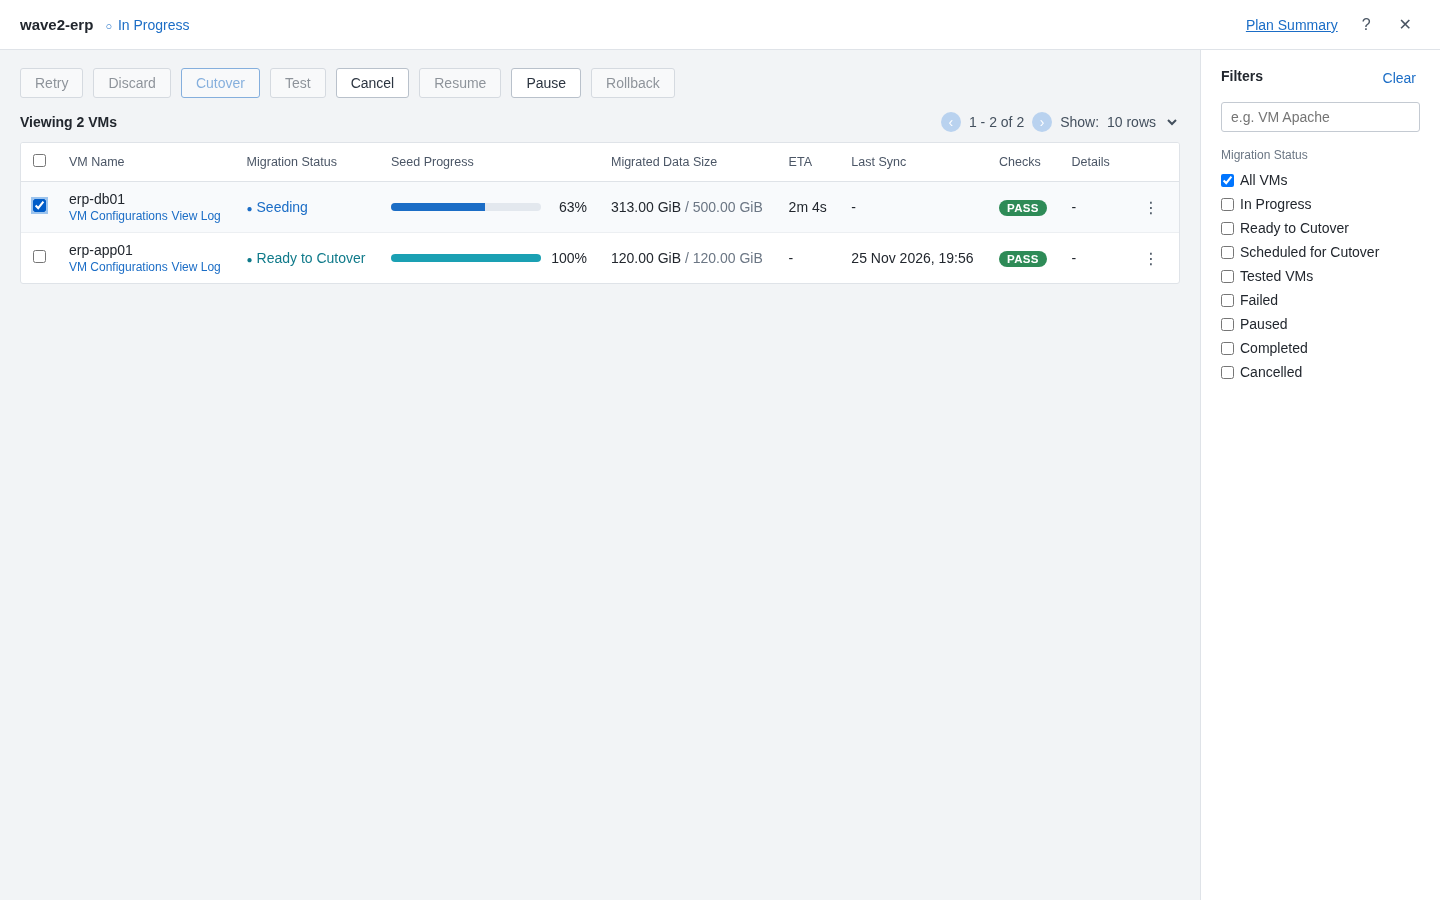 wave2-erp ○ In Progress Plan Summary ? ✕
Retry Discard Cutover Test Cancel Resume Pause Rollback
Viewing 2 VMs ‹ 1 - 2 of 2 › Show: 10 rows
VM Name Migration Status Seed Progress Migrated Data Size ETA Last Sync Checks Details
erp-db01
VM Configurations View Log
● Seeding 63% 313.00 GiB / 500.00 GiB 2m 4s - PASS - ⋮
erp-app01
VM Configurations View Log
● Ready to Cutover 100% 120.00 GiB / 120.00 GiB - 25 Nov 2026, 19:56 PASS - ⋮
Filters Clear
e.g. VM Apache
Migration Status
All VMs
In Progress
Ready to Cutover
Scheduled for Cutover
Tested VMs
Failed
Paused
Completed
Cancelled